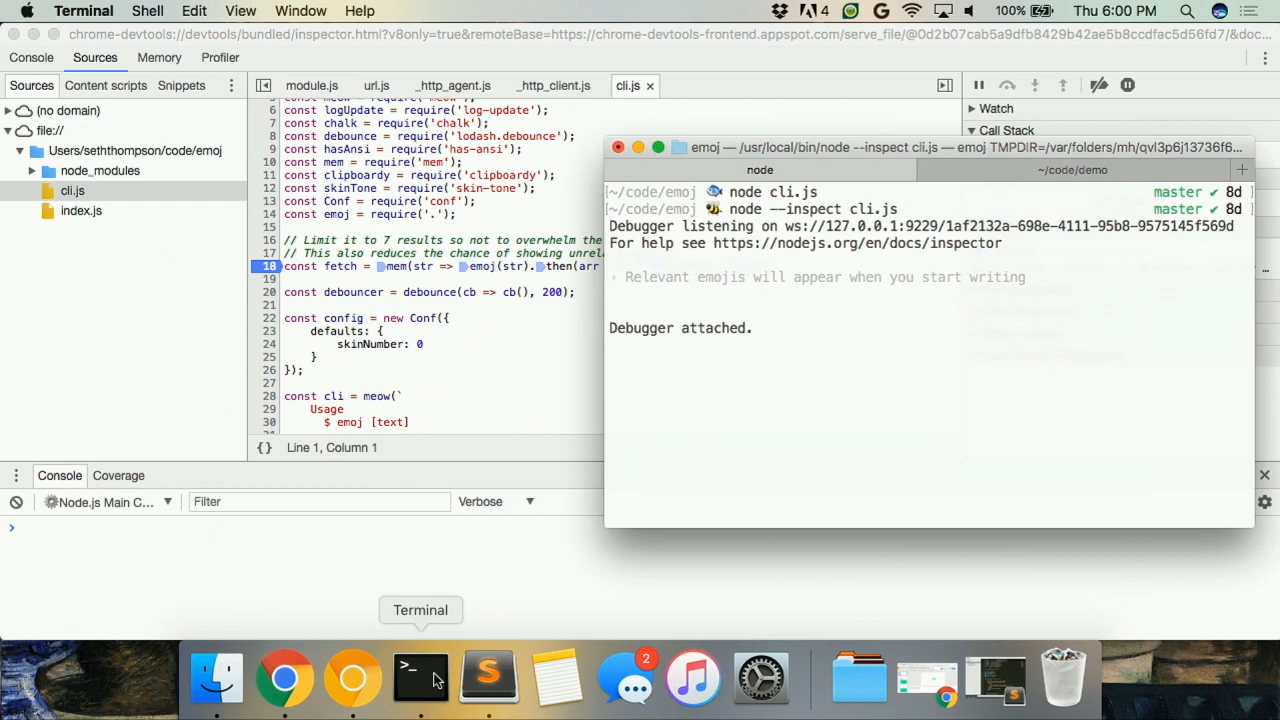 Terminal Shell Edit View Window Help 4 100% Thu 6:00 PM
chrome-devtools://devtools/bundled/inspector.html?v8only=true&remoteBase=https://chrome-devtools-frontend.appspot.com/serve_file/@0d2b07cab5a9dfb8429b42ae5b8ccdfac5d56fd7/&doc...
Console Sources Memory Profiler
Sources Content scripts Snippets
module.js url.js _http_agent.js _http_client.js cli.js
(no domain)
file://
Users/seththompson/code/emoj
node_modules
cli.js
index.js
6 const logUpdate = require('log-update');
7 const chalk = require('chalk');
8 const debounce = require('lodash.debounce');
9 const hasAnsi = require('has-ansi');
10 const mem = require('mem');
11 const clipboardy = require('clipboardy');
12 const skinTone = require('skin-tone');
13 const Conf = require('conf');
14 const emoj = require('.');
15
16 // Limit it to 7 results so not to overwhelm the
17 // This also reduces the chance of showing unrela
18 const fetch = mem(str => emoj(str).then(arr
19
20 const debouncer = debounce(cb => cb(), 200);
21
22 const config = new Conf({
23 defaults: {
24 skinNumber: 0
25 }
26 });
27
28 const cli = meow(`
29 Usage
30 $ emoj [text]
{} Line 1, Column 1
Watch
Call Stack
emoj — /usr/local/bin/node --inspect cli.js — emoj TMPDIR=/var/folders/mh/qvl3p6j13736f6...
node ~/code/demo
[~/code/emoj 🐟 node cli.js master ✔ 8d ]
[~/code/emoj 🐝 node --inspect cli.js master ✔ 8d ]
Debugger listening on ws://127.0.0.1:9229/1af2132a-698e-4111-95b8-9575145f569d
For help see https://nodejs.org/en/docs/inspector
› Relevant emojis will appear when you start writing
Debugger attached.
Console Coverage
Node.js Main C... Filter Verbose
Terminal
>_
S
2